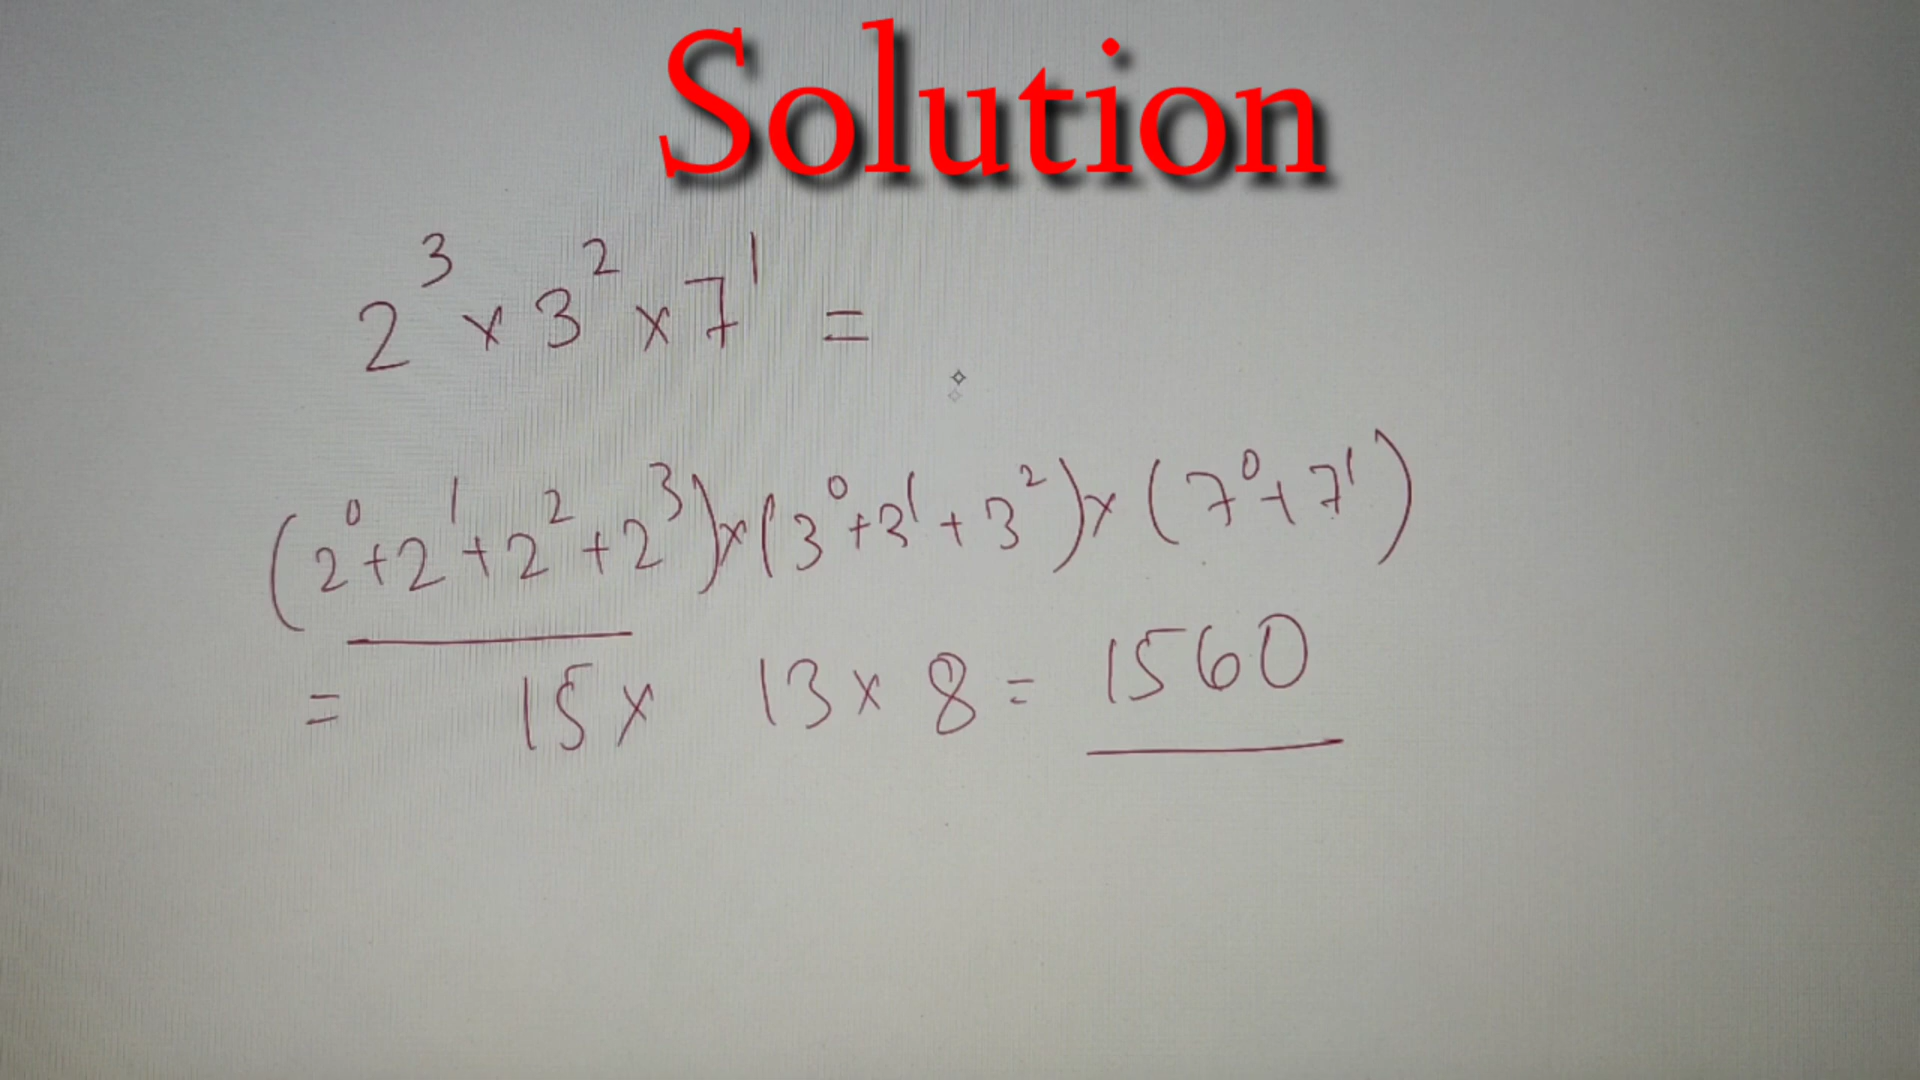 Solution
2³ × 3² × 7¹ =
(2⁰+2¹+2²+2³)×(3⁰+3¹+3²)×(7⁰+7¹)
= 15 × 13 × 8 = 1560